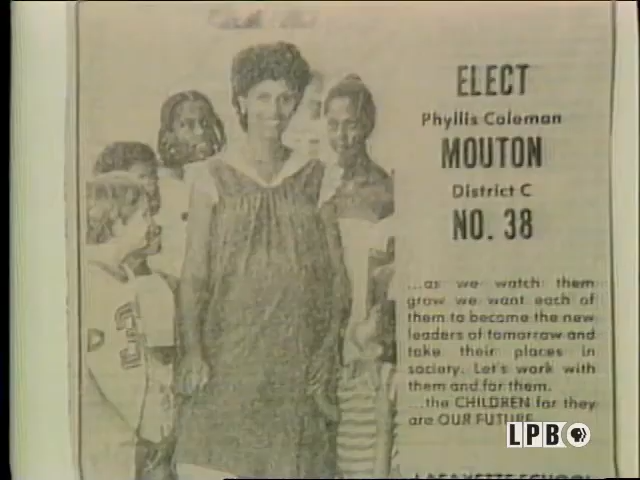 ELECT
Phyllis Coleman
MOUTON
District C
NO. 38
...as we watch them
grow we want each of
them to become the new
leaders of tomorrow and
take their places in
society. Let's work with
them and for them.
...the CHILDREN for they
are OUR FUTURE
LPB
LAFAYETTE SCHOOL